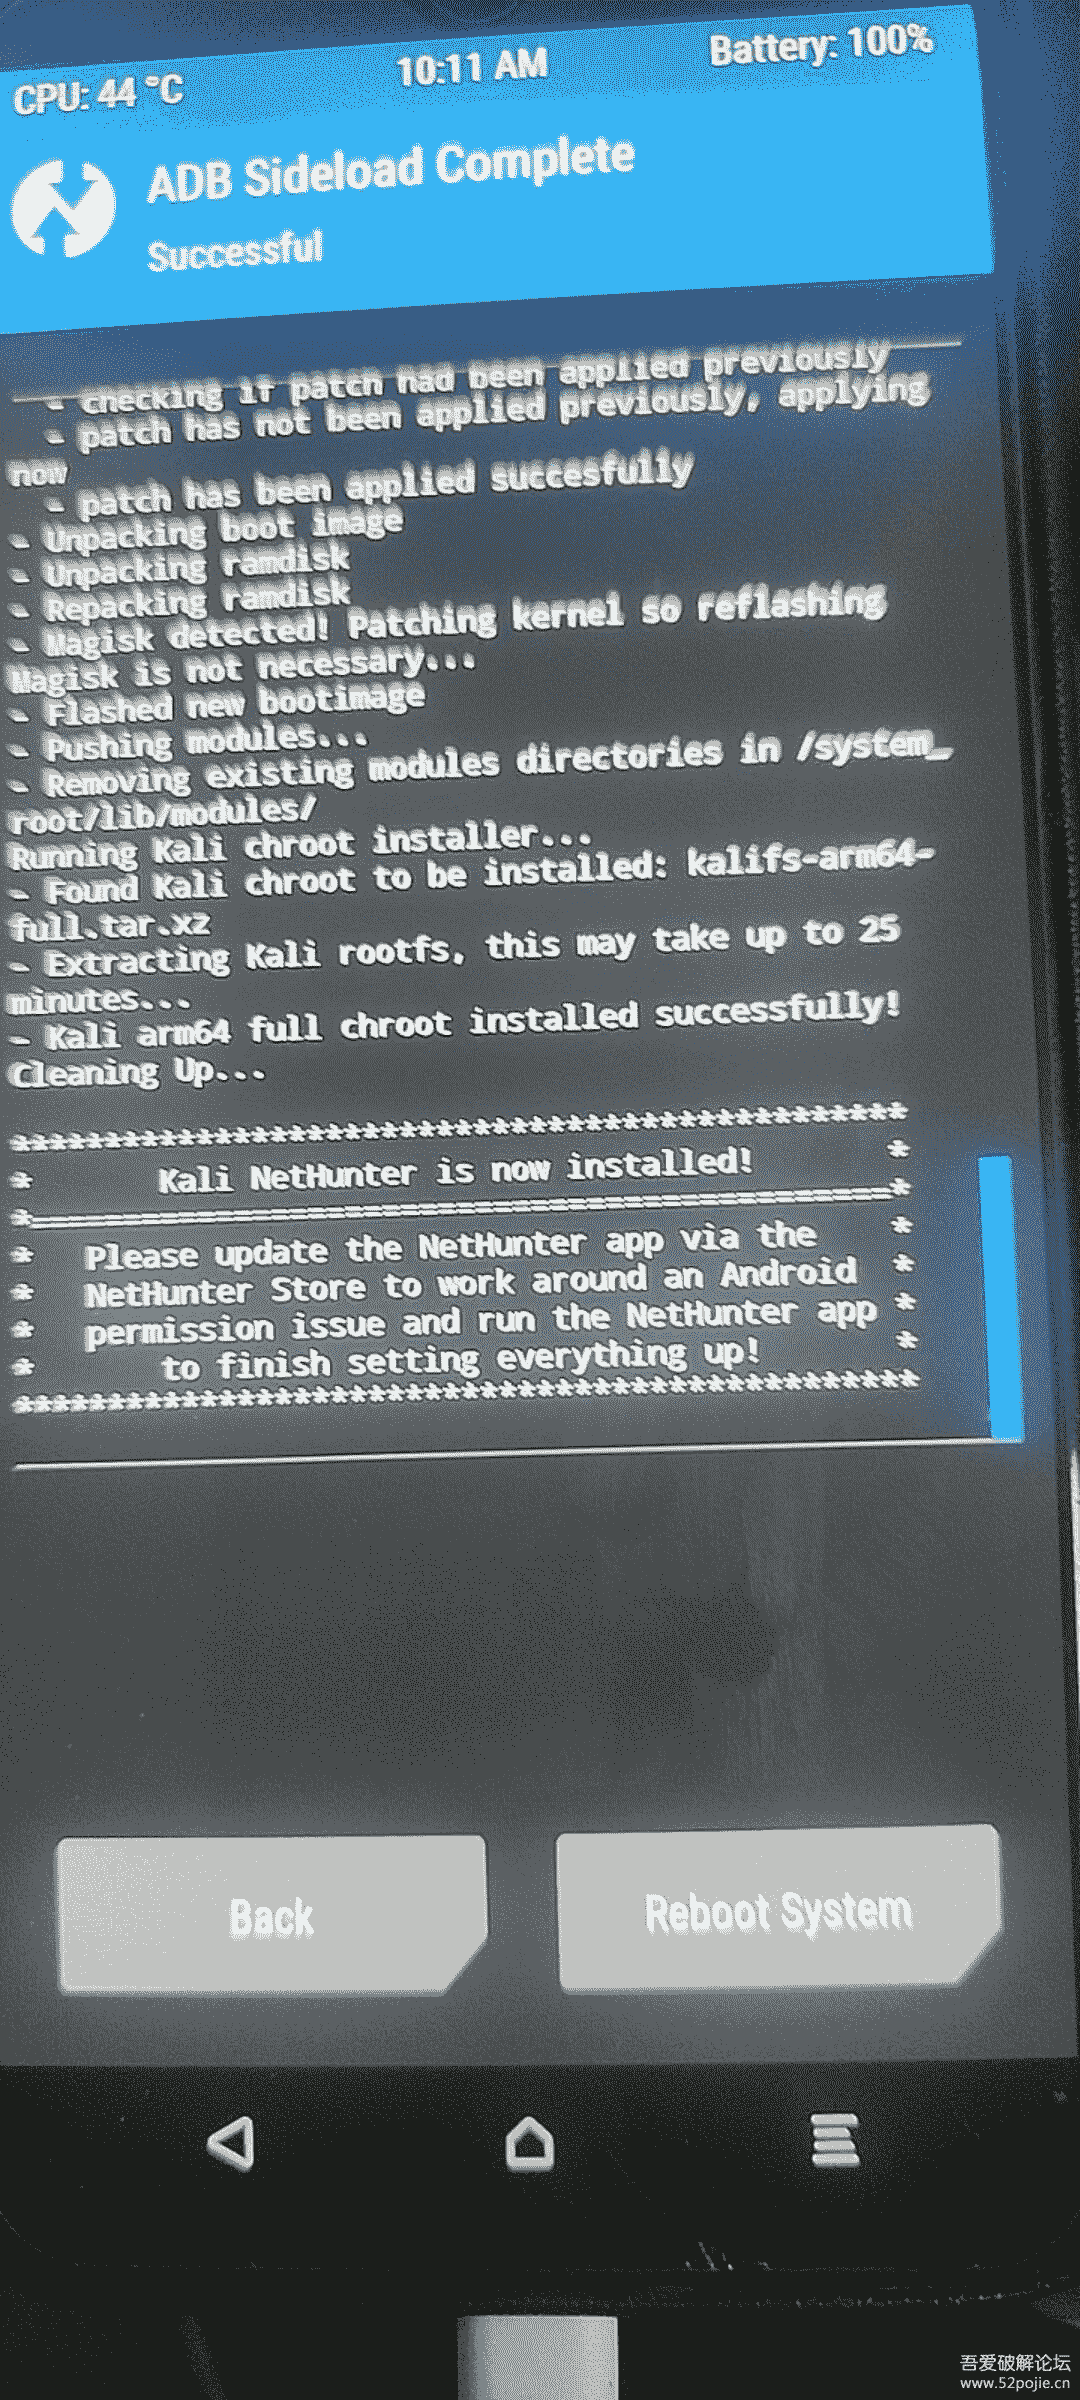 CPU: 44 °C 10:11 AM Battery: 100%
ADB Sideload Complete
Successful
- checking if patch had been applied previously
- patch has not been applied previously, applying
now
- patch has been applied succesfully
- Unpacking boot image
- Unpacking ramdisk
- Repacking ramdisk
- Magisk detected! Patching kernel so reflashing
Magisk is not necessary...
- Flashed new bootimage
- Pushing modules...
- Removing existing modules directories in /system_
root/lib/modules/
Running Kali chroot installer...
- Found Kali chroot to be installed: kalifs-arm64-
full.tar.xz
- Extracting Kali rootfs, this may take up to 25
minutes...
- Kali arm64 full chroot installed successfully!
Cleaning Up...
************************************************
* Kali NetHunter is now installed! *
*==============================================*
* Please update the NetHunter app via the *
* NetHunter Store to work around an Android *
* permission issue and run the NetHunter app *
* to finish setting everything up! *
************************************************
Back
Reboot System
吾爱破解论坛
www.52pojie.cn